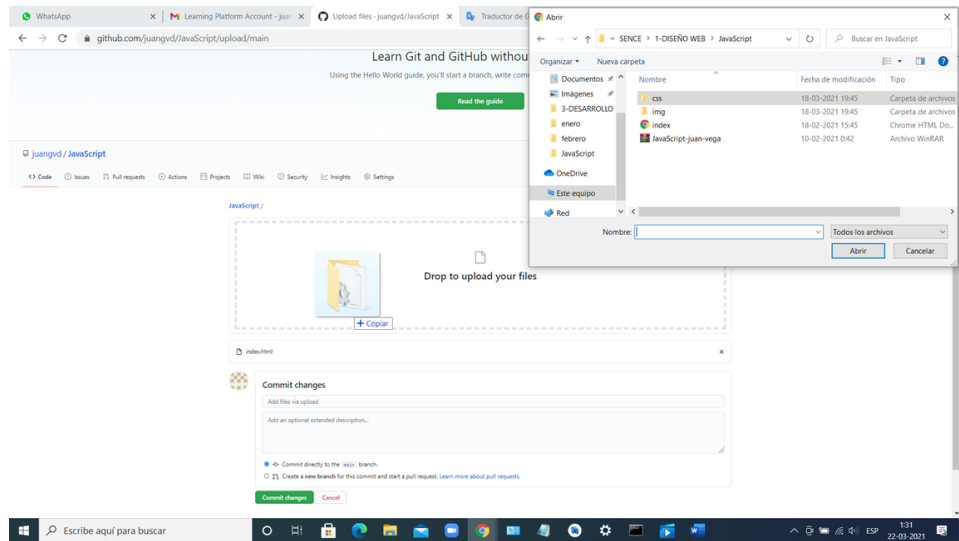 WhatsApp
Learning Platform Account - juan
Upload files · juangvd/JavaScript
Traductor de G
github.com/juangvd/JavaScript/upload/main
Learn Git and GitHub withou
Using the Hello World guide, you'll start a branch, write com
Read the guide
juangvd / JavaScript
Code
Issues
Pull requests
Actions
Projects
Wiki
Security
Insights
Settings
JavaScript /
Drop to upload your files
+ Copiar
index.html
Commit changes
Add files via upload
Add an optional extended description...
Commit directly to the main branch.
Create a new branch for this commit and start a pull request. Learn more about pull requests.
Commit changes
Cancel
Abrir
« SENCE > 1-DISEÑO WEB > JavaScript
Buscar en JavaScript
Organizar
Nueva carpeta
Documentos
Imágenes
3-DESARROLLO
enero
febrero
JavaScript
OneDrive
Este equipo
Red
Nombre
Fecha de modificación
Tipo
css
18-03-2021 19:45
Carpeta de archivos
img
18-03-2021 19:45
Carpeta de archivos
index
18-02-2021 15:45
Chrome HTML Do...
JavaScript-juan-vega
10-02-2021 0:42
Archivo WinRAR
Nombre:
Todos los archivos
Abrir
Cancelar
Escribe aquí para buscar
ESP
1:31
22-03-2021